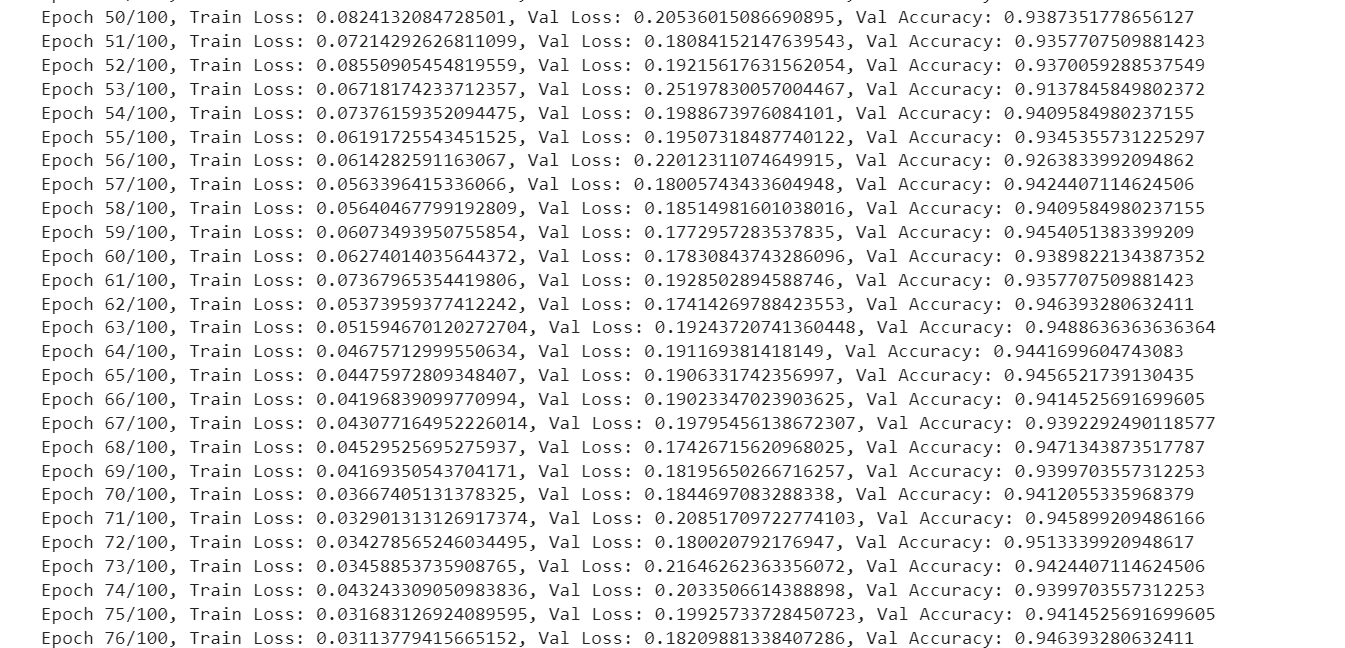 Epoch 50/100, Train Loss: 0.0824132084728501, Val Loss: 0.20536015086690895, Val Accuracy: 0.9387351778656127
Epoch 51/100, Train Loss: 0.07214292626811099, Val Loss: 0.18084152147639543, Val Accuracy: 0.9357707509881423
Epoch 52/100, Train Loss: 0.08550905454819559, Val Loss: 0.19215617631562054, Val Accuracy: 0.9370059288537549
Epoch 53/100, Train Loss: 0.06718174233712357, Val Loss: 0.25197830057004467, Val Accuracy: 0.9137845849802372
Epoch 54/100, Train Loss: 0.07376159352094475, Val Loss: 0.1988673976084101, Val Accuracy: 0.9409584980237155
Epoch 55/100, Train Loss: 0.06191725543451525, Val Loss: 0.19507318487740122, Val Accuracy: 0.9345355731225297
Epoch 56/100, Train Loss: 0.0614282591163067, Val Loss: 0.22012311074649915, Val Accuracy: 0.9263833992094862
Epoch 57/100, Train Loss: 0.0563396415336066, Val Loss: 0.18005743433604948, Val Accuracy: 0.9424407114624506
Epoch 58/100, Train Loss: 0.05640467799192809, Val Loss: 0.18514981601038016, Val Accuracy: 0.9409584980237155
Epoch 59/100, Train Loss: 0.06073493950755854, Val Loss: 0.1772957283537835, Val Accuracy: 0.9454051383399209
Epoch 60/100, Train Loss: 0.06274014035644372, Val Loss: 0.17830843743286096, Val Accuracy: 0.9389822134387352
Epoch 61/100, Train Loss: 0.07367965354419806, Val Loss: 0.1928502894588746, Val Accuracy: 0.9357707509881423
Epoch 62/100, Train Loss: 0.05373959377412242, Val Loss: 0.17414269788423553, Val Accuracy: 0.946393280632411
Epoch 63/100, Train Loss: 0.051594670120272704, Val Loss: 0.19243720741360448, Val Accuracy: 0.9488636363636364
Epoch 64/100, Train Loss: 0.04675712999550634, Val Loss: 0.191169381418149, Val Accuracy: 0.9441699604743083
Epoch 65/100, Train Loss: 0.04475972809348407, Val Loss: 0.1906331742356997, Val Accuracy: 0.9456521739130435
Epoch 66/100, Train Loss: 0.04196839099770994, Val Loss: 0.19023347023903625, Val Accuracy: 0.9414525691699605
Epoch 67/100, Train Loss: 0.043077164952226014, Val Loss: 0.19795456138672307, Val Accuracy: 0.9392292490118577
Epoch 68/100, Train Loss: 0.04529525695275937, Val Loss: 0.17426715620968025, Val Accuracy: 0.9471343873517787
Epoch 69/100, Train Loss: 0.04169350543704171, Val Loss: 0.18195650266716257, Val Accuracy: 0.9399703557312253
Epoch 70/100, Train Loss: 0.03667405131378325, Val Loss: 0.1844697083288338, Val Accuracy: 0.9412055335968379
Epoch 71/100, Train Loss: 0.032901313126917374, Val Loss: 0.20851709722774103, Val Accuracy: 0.945899209486166
Epoch 72/100, Train Loss: 0.034278565246034495, Val Loss: 0.180020792176947, Val Accuracy: 0.9513339920948617
Epoch 73/100, Train Loss: 0.03458853735908765, Val Loss: 0.21646262363356072, Val Accuracy: 0.9424407114624506
Epoch 74/100, Train Loss: 0.043243309050983836, Val Loss: 0.2033506614388898, Val Accuracy: 0.9399703557312253
Epoch 75/100, Train Loss: 0.031683126924089595, Val Loss: 0.19925733728450723, Val Accuracy: 0.9414525691699605
Epoch 76/100, Train Loss: 0.03113779415665152, Val Loss: 0.18209881338407286, Val Accuracy: 0.946393280632411